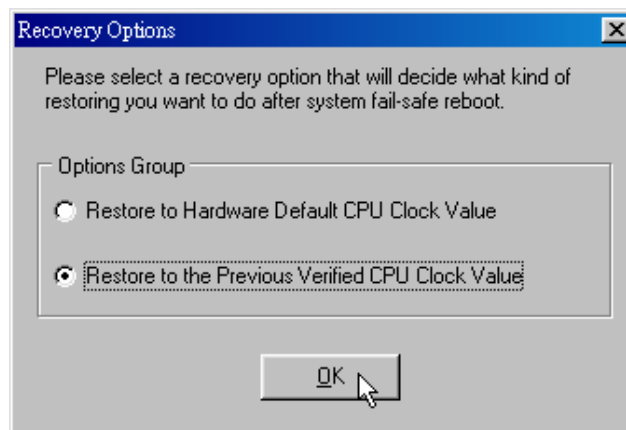 Recovery Options
Please select a recovery option that will decide what kind of
restoring you want to do after system fail-safe reboot.
Options Group
Restore to Hardware Default CPU Clock Value
Restore to the Previous Verified CPU Clock Value
OK